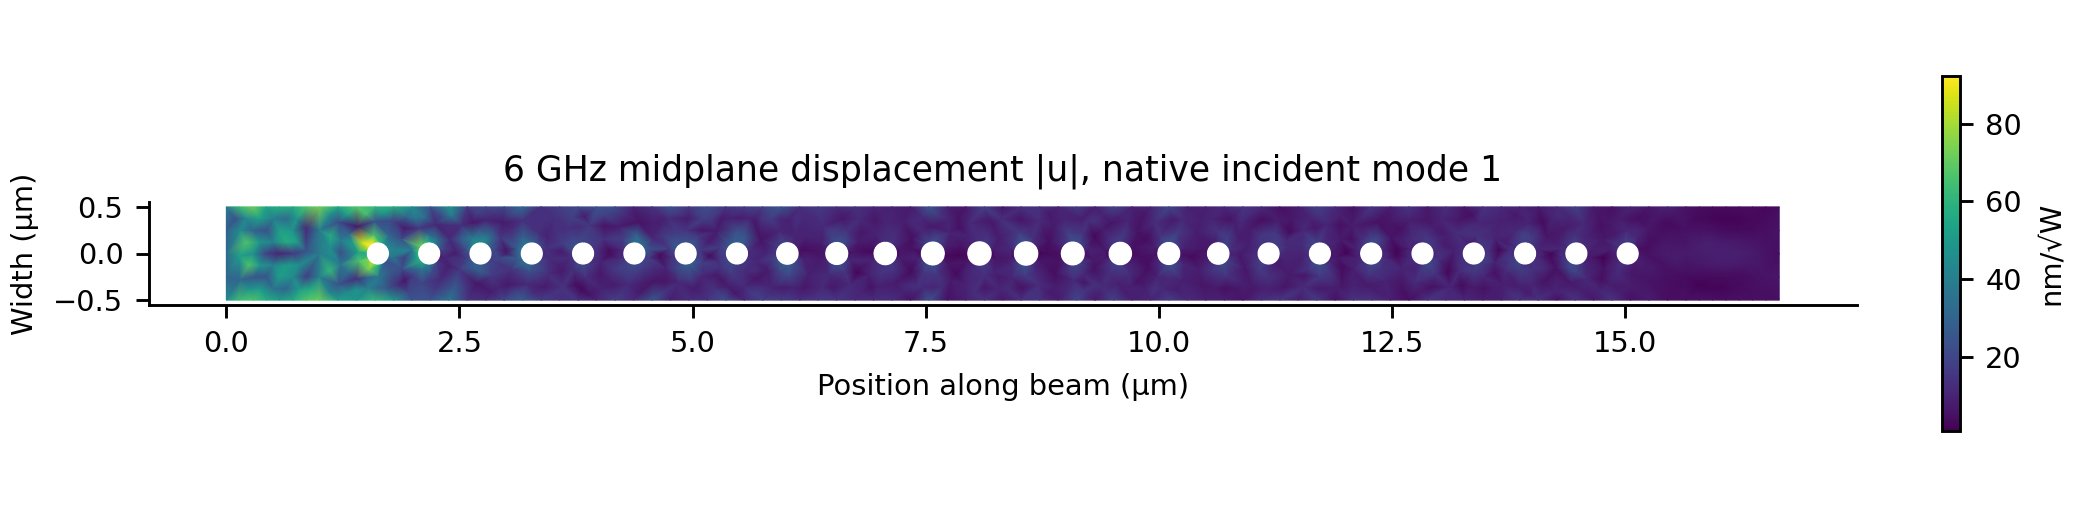 6 GHz midplane displacement |u|, native incident mode 1
Width (μm)
0.5
0.0
−0.5
0.0 2.5 5.0 7.5 10.0 12.5 15.0
Position along beam (μm)
80
60
40
20
nm/√W